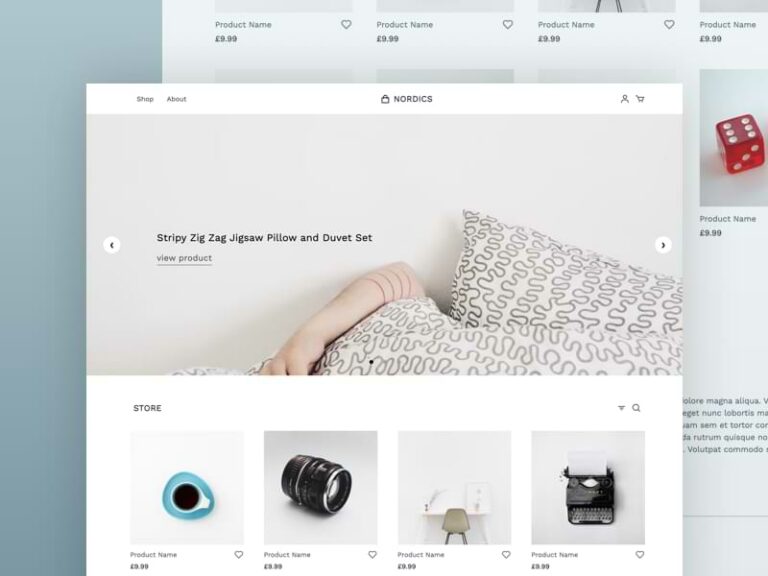 Product Name
£9.99
Product Name
£9.99
Product Name
£9.99
Product Name
£9.99
Shop
About
NORDICS
Stripy Zig Zag Jigsaw Pillow and Duvet Set
view product
Product Name
£9.99
dolore magna aliqua. V
eget nunc lobortis ma
uam sem et tortor con
da rutrum quisque no
. Volutpat commodo s
STORE
Product Name
£9.99
Product Name
£9.99
Product Name
£9.99
Product Name
£9.99